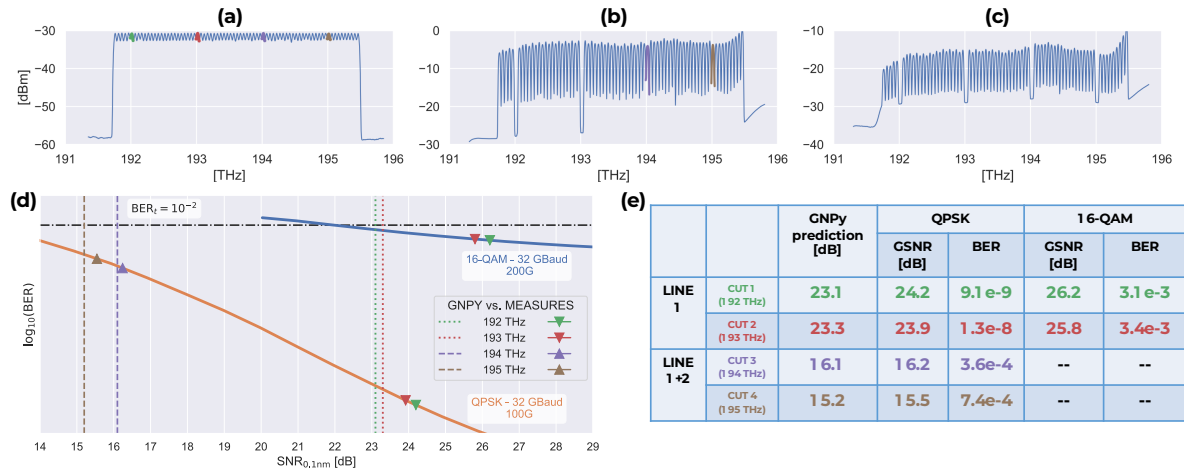 (a)
(b)
(c)
−30
−40
−50
−60
[dBm]
191
192
193
194
195
196
[THz]
0
−10
−20
−30
191
192
193
194
195
196
[THz]
0
−10
−20
−30
−40
191
192
193
194
195
196
[THz]
(d)
BERt = 10−2
16-QAM - 32 GBaud
200G
GNPY vs. MEASURES
192 THz
193 THz
194 THz
195 THz
QPSK - 32 GBaud
100G
log10(BER)
14
15
16
17
18
19
20
21
22
23
24
25
26
27
28
29
SNR0,1nm [dB]
(e)
GNPy prediction [dB] QPSK 16-QAM
GSNR [dB] BER GSNR [dB] BER
LINE 1 CUT 1 (192 THz) 23.1 24.2 9.1e-9 26.2 3.1e-3
CUT 2 (193 THz) 23.3 23.9 1.3e-8 25.8 3.4e-3
LINE 1+2 CUT 3 (194 THz) 16.1 16.2 3.6e-4 -- --
CUT 4 (195 THz) 15.2 15.5 7.4e-4 -- --